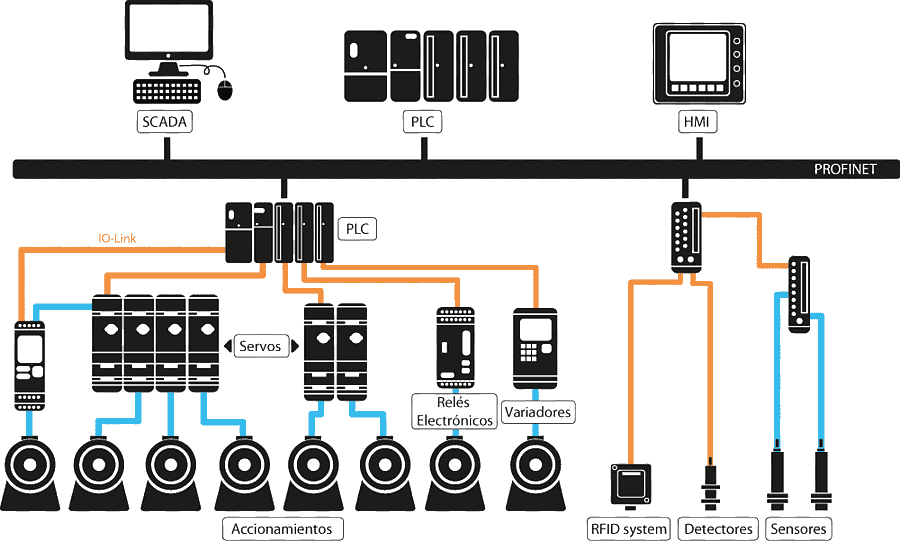 SCADA
PLC
HMI
PROFINET
PLC
IO-Link
Servos
Relés
Electrónicos
Variadores
Accionamientos
RFID system
Detectores
Sensores